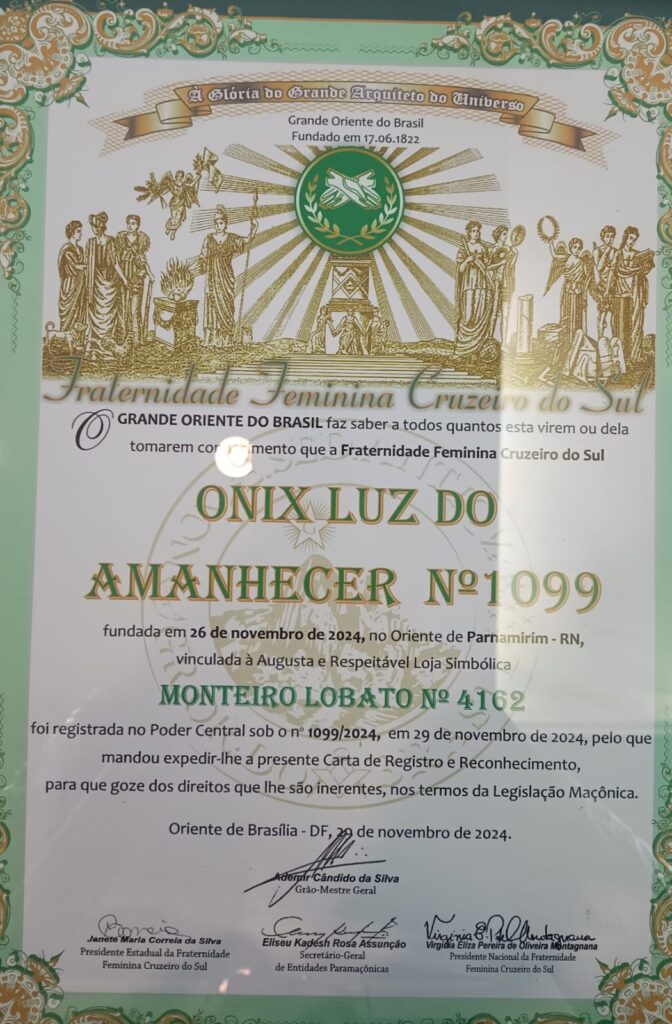 À Glória do Grande Arquiteto do Universo
Grande Oriente do Brasil
Fundado em 17.06.1822
Fraternidade Feminina Cruzeiro do Sul
O GRANDE ORIENTE DO BRASIL faz saber a todos quantos esta virem ou dela
tomarem conhecimento que a Fraternidade Feminina Cruzeiro do Sul
ONIX LUZ DO
AMANHECER Nº1099
fundada em 26 de novembro de 2024, no Oriente de Parnamirim - RN,
vinculada à Augusta e Respeitável Loja Simbólica
MONTEIRO LOBATO Nº 4162
foi registrada no Poder Central sob o nº 1099/2024, em 29 de novembro de 2024, pelo que
mandou expedir-lhe a presente Carta de Registro e Reconhecimento,
para que goze dos direitos que lhe são inerentes, nos termos da Legislação Maçônica.
Oriente de Brasília - DF, 29 de novembro de 2024.
Ademir Cândido da Silva
Grão-Mestre Geral
Janete Maria Correia da Silva
Presidente Estadual da Fraternidade
Feminina Cruzeiro do Sul
Eliseu Kadesh Rosa Assunção
Secretário-Geral
de Entidades Paramaçônicas
Virgidia Eliza Pereira de Oliveira Montagnana
Presidente Nacional da Fraternidade
Feminina Cruzeiro do Sul